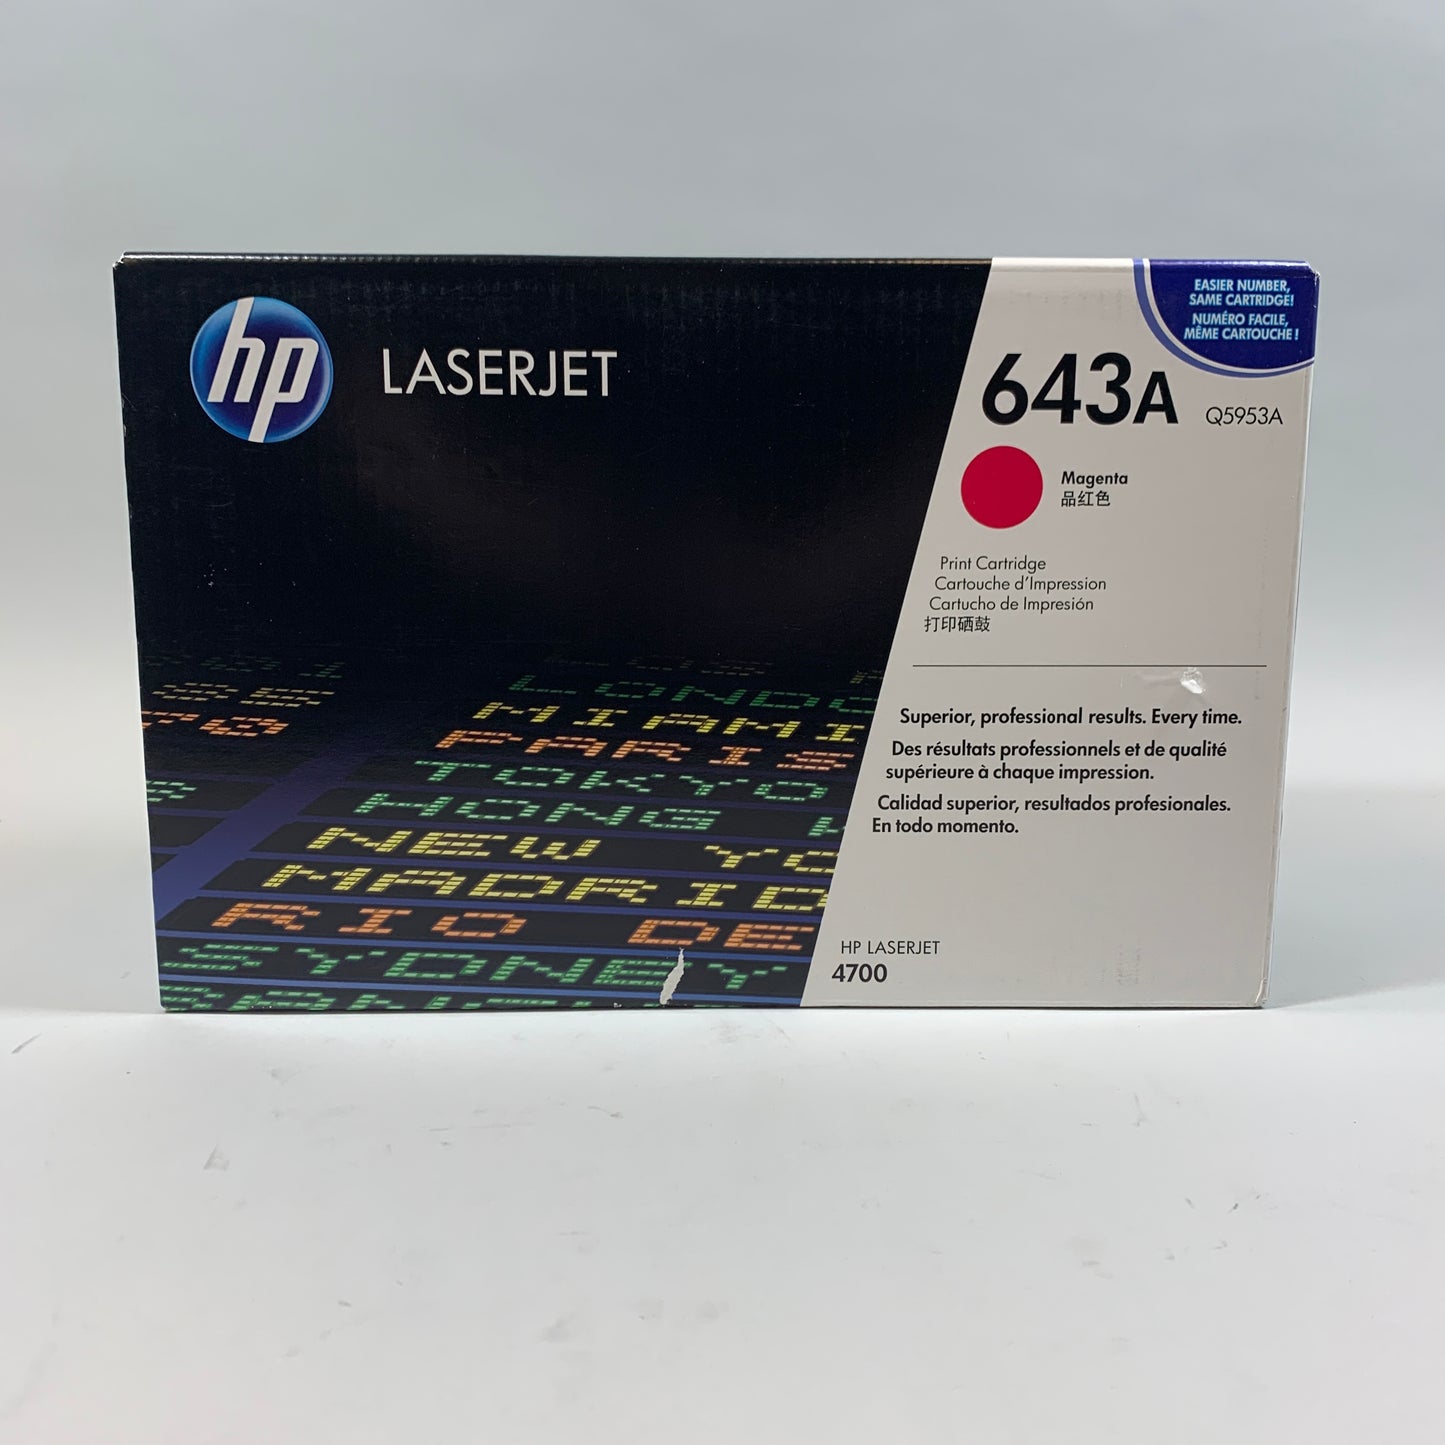 hp
LASERJET
EASIER NUMBER,
SAME CARTRIDGE!
NUMÉRO FACILE,
MÊME CARTOUCHE !
643A Q5953A
Magenta
品红色
Print Cartridge
Cartouche d'Impression
Cartucho de Impresión
打印硒鼓
Superior, professional results. Every time.
Des résultats professionnels et de qualité
supérieure à chaque impression.
Calidad superior, resultados profesionales.
En todo momento.
HP LASERJET
4700
LONDO
MIAMI
PARIS
TOKYO
HONG K
NEW YO
MADRID
RIO DE
SYDNEY